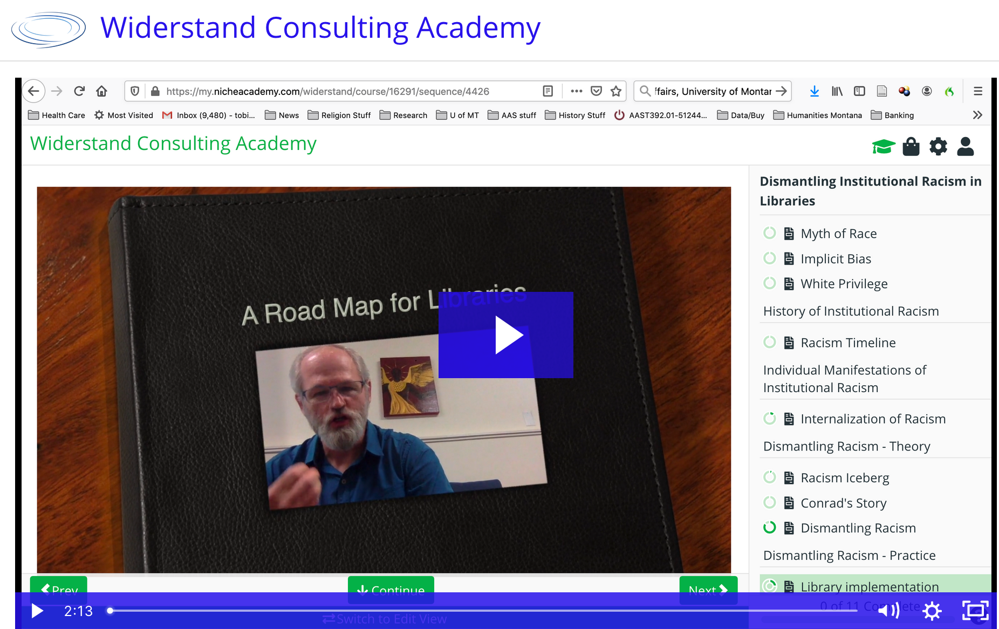 Widerstand Consulting Academy
https://my.nicheacademy.com/widerstand/course/16291/sequence/4426
ffairs, University of Montar
Health Care
Most Visited
Inbox (9,480) - tobi...
News
Religion Stuff
Research
U of MT
AAS stuff
History Stuff
AAST392.01-51244...
Data/Buy
Humanities Montana
Banking
Widerstand Consulting Academy
A Road Map for Libraries
Dismantling Institutional Racism in
Libraries
Myth of Race
Implicit Bias
White Privilege
History of Institutional Racism
Racism Timeline
Individual Manifestations of
Institutional Racism
Internalization of Racism
Dismantling Racism - Theory
Racism Iceberg
Conrad's Story
Dismantling Racism
Dismantling Racism - Practice
Library implementation
0 of 11 Complete
Prev
Continue
Next
2:13
Switch to Edit View